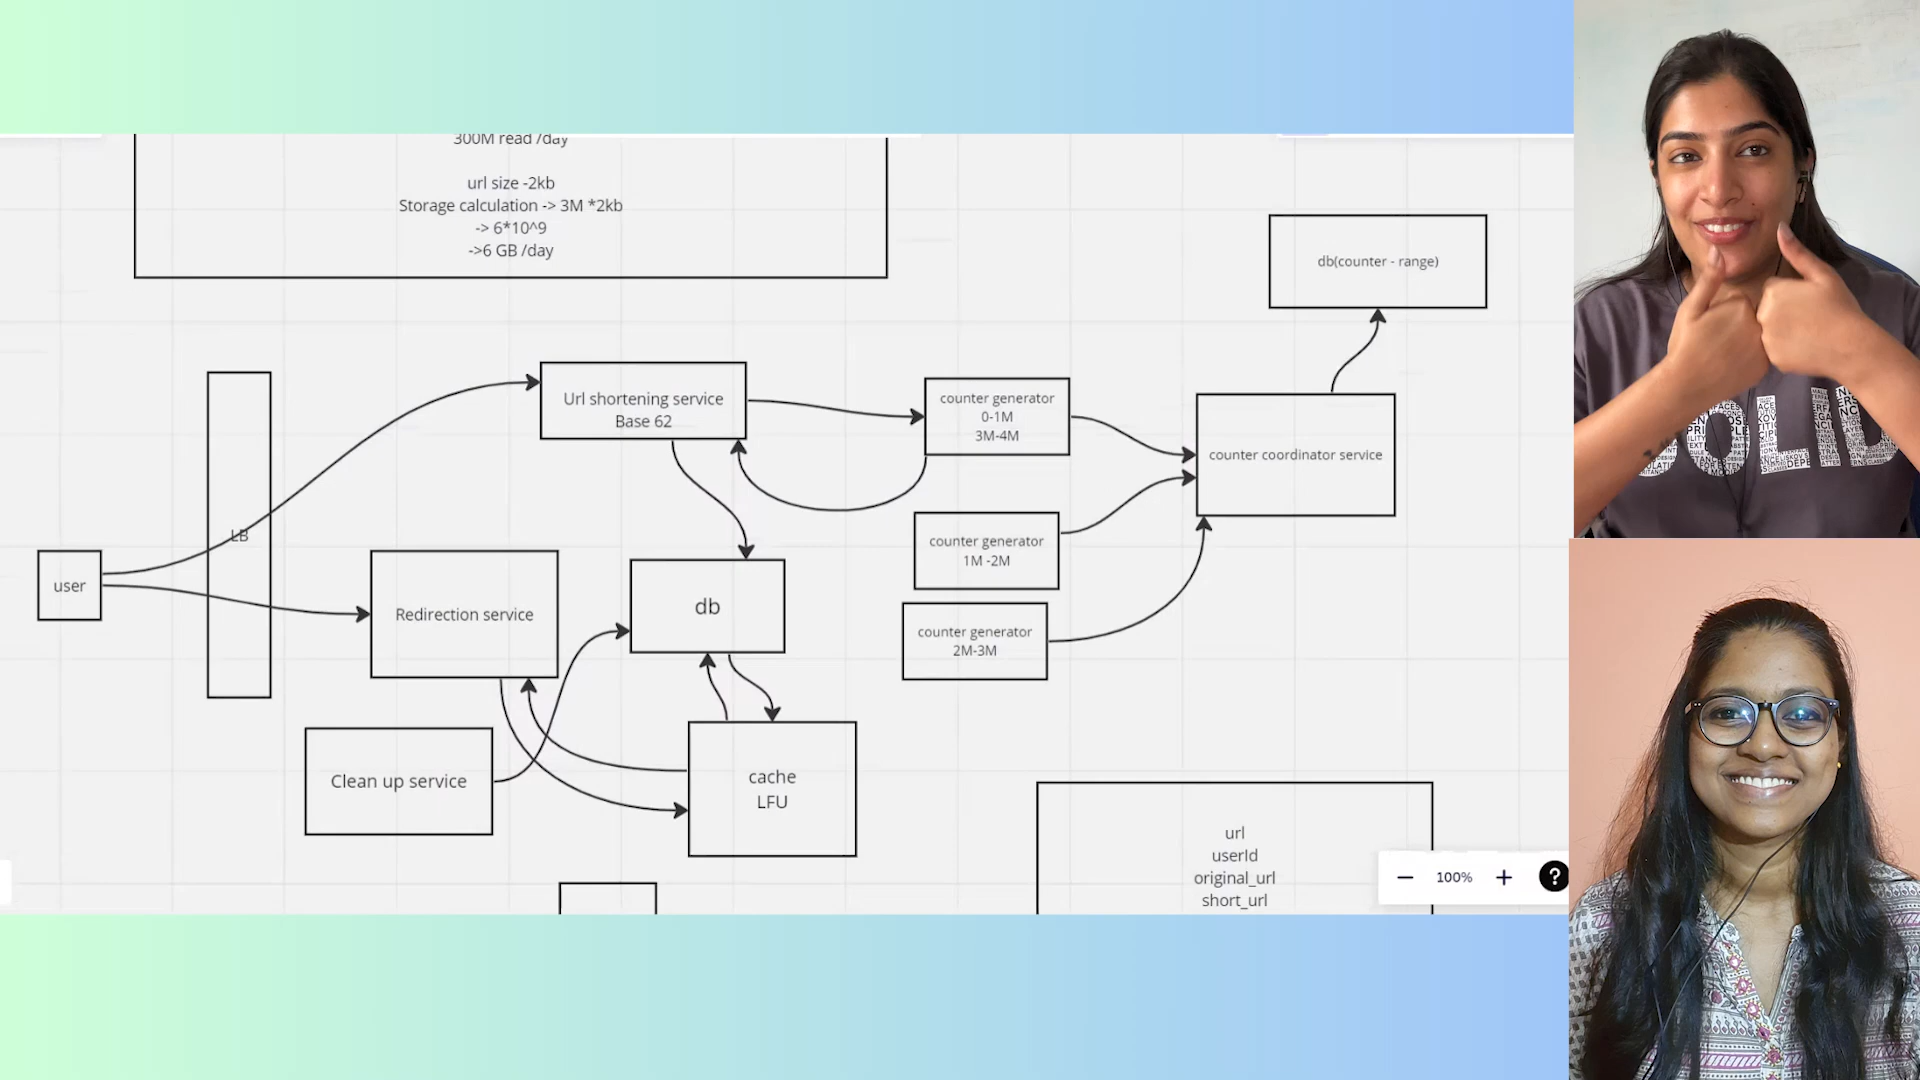 300M read /day
url size -2kb
Storage calculation -> 3M *2kb
-> 6*10^9
->6 GB /day
db(counter - range)
Url shortening service
Base 62
counter generator
0-1M
3M-4M
counter coordinator service
LB
counter generator
1M -2M
user
Redirection service
db
counter generator
2M-3M
Clean up service
cache
LFU
url
userId
original_url
short_url
100%
?
SOLID